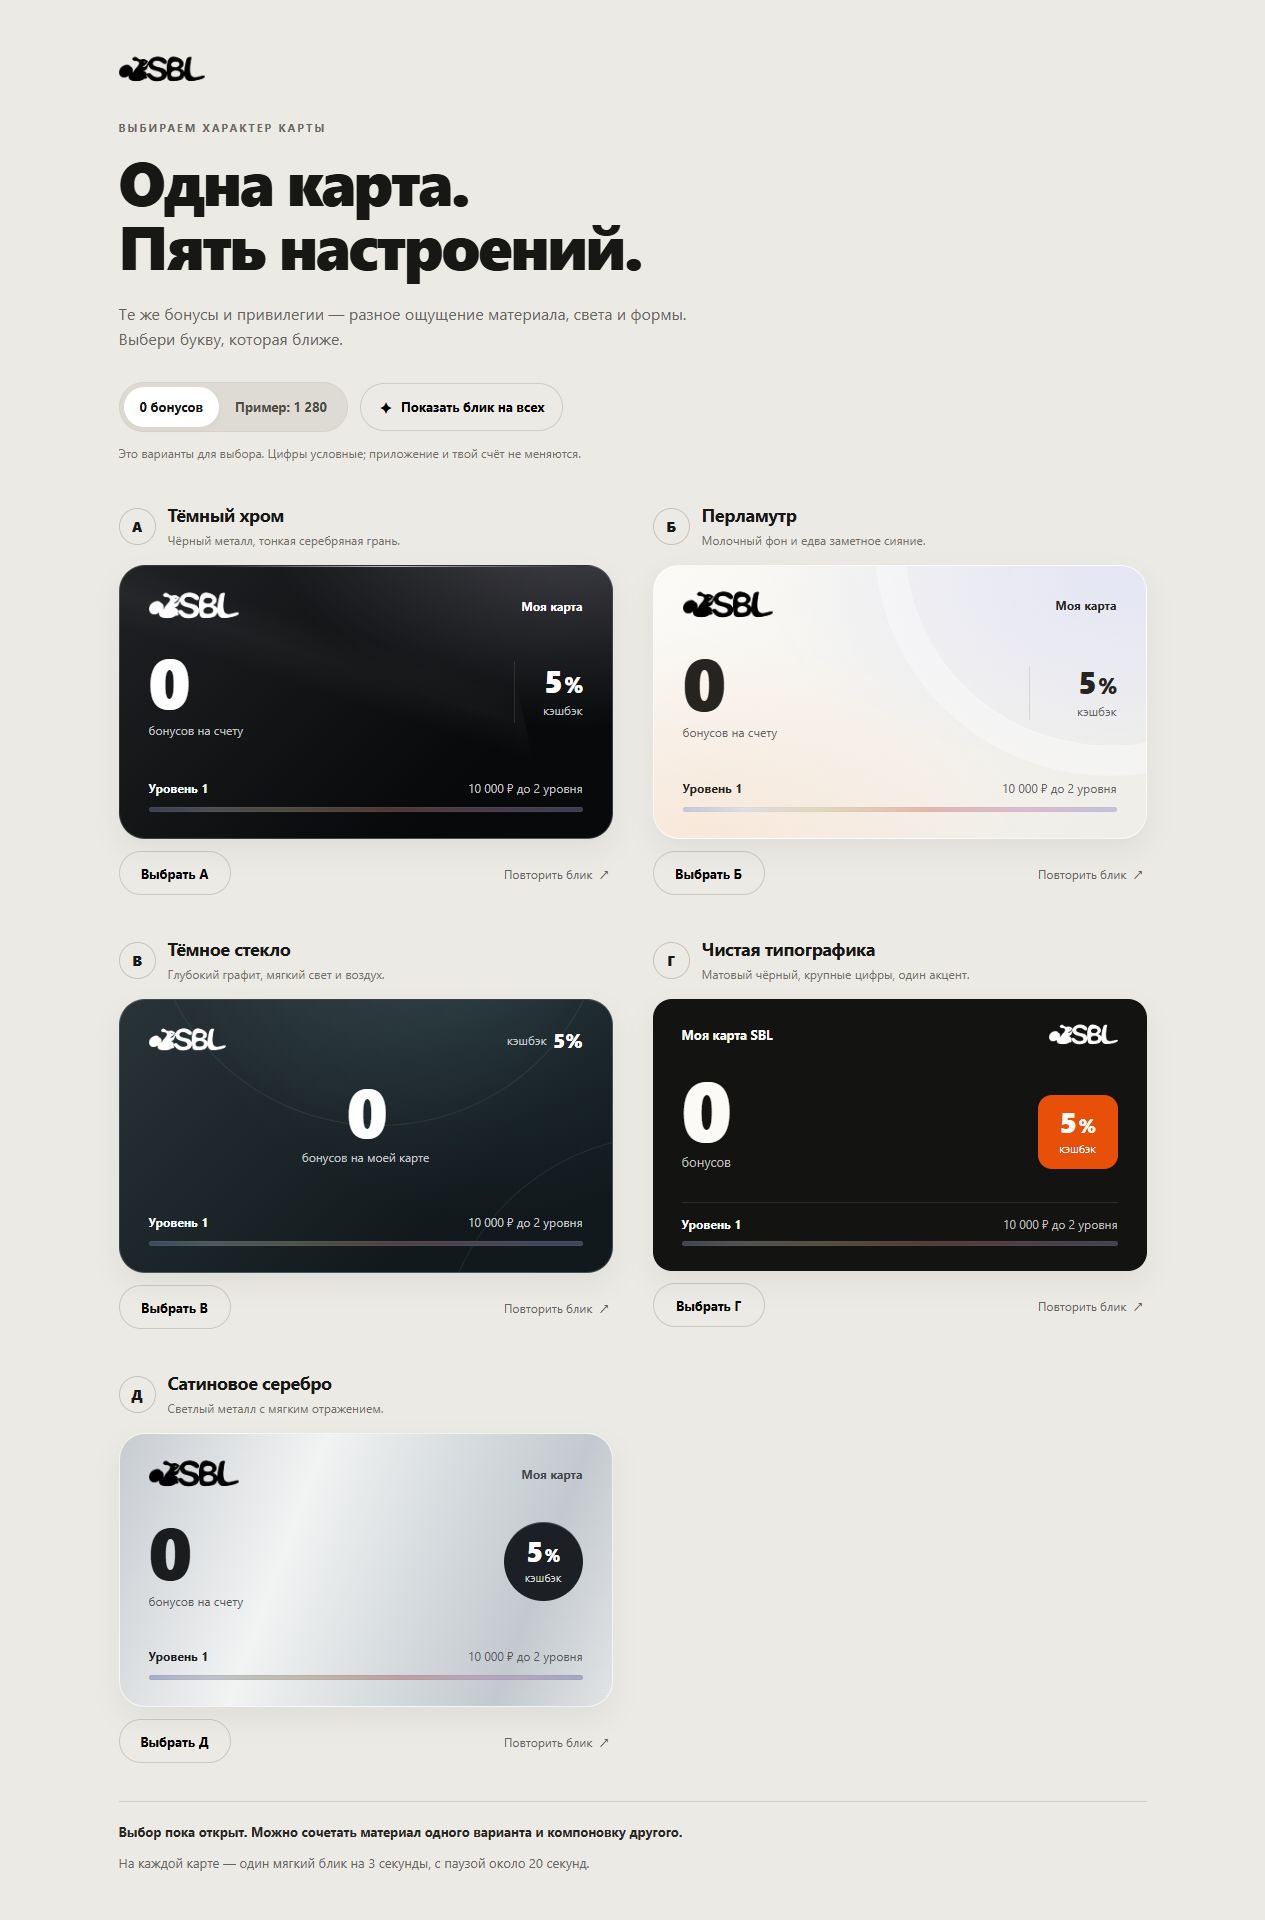 SBL
ВЫБИРАЕМ ХАРАКТЕР КАРТЫ
Одна карта.
Пять настроений.
Те же бонусы и привилегии — разное ощущение материала, света и формы.
Выбери букву, которая ближе.
0 бонусов Пример: 1 280 ✦ Показать блик на всех
Это варианты для выбора. Цифры условные; приложение и твой счёт не меняются.
А Тёмный хром
Чёрный металл, тонкая серебряная грань.
SBL Моя карта
0 5%
кэшбэк
бонусов на счету
Уровень 1 10 000 ₽ до 2 уровня
Выбрать А Повторить блик ↗
Б Перламутр
Молочный фон и едва заметное сияние.
SBL Моя карта
0 5%
кэшбэк
бонусов на счету
Уровень 1 10 000 ₽ до 2 уровня
Выбрать Б Повторить блик ↗
В Тёмное стекло
Глубокий графит, мягкий свет и воздух.
SBL кэшбэк 5%
0
бонусов на моей карте
Уровень 1 10 000 ₽ до 2 уровня
Выбрать В Повторить блик ↗
Г Чистая типографика
Матовый чёрный, крупные цифры, один акцент.
Моя карта SBL SBL
0 5%
кэшбэк
бонусов
Уровень 1 10 000 ₽ до 2 уровня
Выбрать Г Повторить блик ↗
Д Сатиновое серебро
Светлый металл с мягким отражением.
SBL Моя карта
0 5%
кэшбэк
бонусов на счету
Уровень 1 10 000 ₽ до 2 уровня
Выбрать Д Повторить блик ↗
Выбор пока открыт. Можно сочетать материал одного варианта и компоновку другого.
На каждой карте — один мягкий блик на 3 секунды, с паузой около 20 секунд.